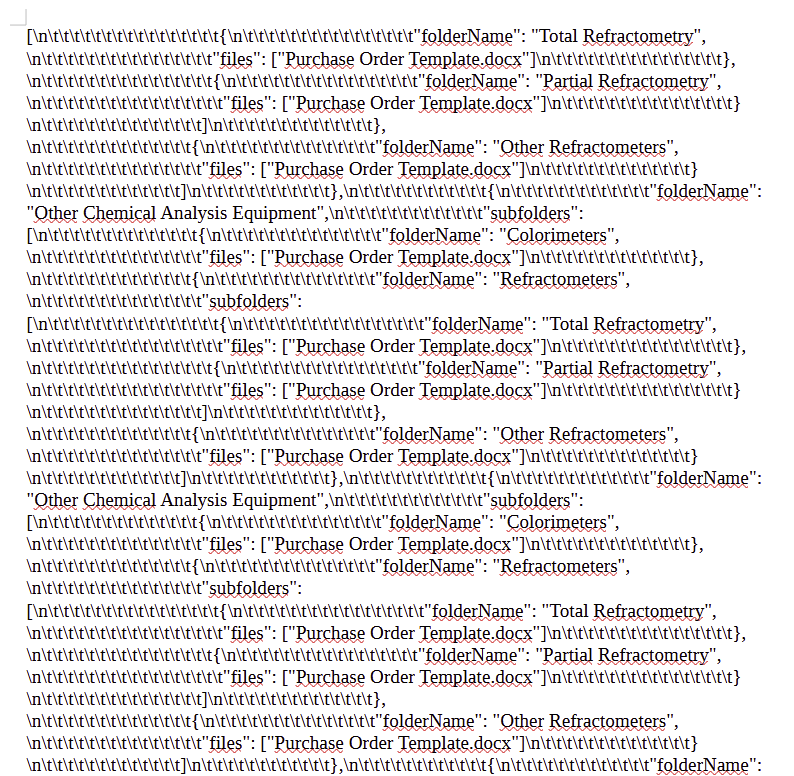 [\n\t\t\t\t\t\t\t\t\t\t\t\t\t\t\t\t{\n\t\t\t\t\t\t\t\t\t\t\t\t\t\t\t\t\t"folderName": "Total Refractometry",
\n\t\t\t\t\t\t\t\t\t\t\t\t\t\t\t\t\t"files": ["Purchase Order Template.docx"]\n\t\t\t\t\t\t\t\t\t\t\t\t\t\t\t\t},
\n\t\t\t\t\t\t\t\t\t\t\t\t\t\t\t\t{\n\t\t\t\t\t\t\t\t\t\t\t\t\t\t\t\t\t"folderName": "Partial Refractometry",
\n\t\t\t\t\t\t\t\t\t\t\t\t\t\t\t\t\t"files": ["Purchase Order Template.docx"]\n\t\t\t\t\t\t\t\t\t\t\t\t\t\t\t\t}
\n\t\t\t\t\t\t\t\t\t\t\t\t\t\t\t]\n\t\t\t\t\t\t\t\t\t\t\t\t\t\t},
\n\t\t\t\t\t\t\t\t\t\t\t\t\t\t{\n\t\t\t\t\t\t\t\t\t\t\t\t\t\t\t"folderName": "Other Refractometers",
\n\t\t\t\t\t\t\t\t\t\t\t\t\t\t\t"files": ["Purchase Order Template.docx"]\n\t\t\t\t\t\t\t\t\t\t\t\t\t\t}
\n\t\t\t\t\t\t\t\t\t\t\t\t\t]\n\t\t\t\t\t\t\t\t\t\t\t\t},\n\t\t\t\t\t\t\t\t\t\t\t{\n\t\t\t\t\t\t\t\t\t\t\t\t"folderName":
"Other Chemical Analysis Equipment",\n\t\t\t\t\t\t\t\t\t\t\t\t\t"subfolders":
[\n\t\t\t\t\t\t\t\t\t\t\t\t\t\t{\n\t\t\t\t\t\t\t\t\t\t\t\t\t\t\t"folderName": "Colorimeters",
\n\t\t\t\t\t\t\t\t\t\t\t\t\t\t\t"files": ["Purchase Order Template.docx"]\n\t\t\t\t\t\t\t\t\t\t\t\t\t\t},
\n\t\t\t\t\t\t\t\t\t\t\t\t\t\t{\n\t\t\t\t\t\t\t\t\t\t\t\t\t\t\t"folderName": "Refractometers",
\n\t\t\t\t\t\t\t\t\t\t\t\t\t\t\t"subfolders":
[\n\t\t\t\t\t\t\t\t\t\t\t\t\t\t\t\t{\n\t\t\t\t\t\t\t\t\t\t\t\t\t\t\t\t\t"folderName": "Total Refractometry",
\n\t\t\t\t\t\t\t\t\t\t\t\t\t\t\t\t\t"files": ["Purchase Order Template.docx"]\n\t\t\t\t\t\t\t\t\t\t\t\t\t\t\t\t},
\n\t\t\t\t\t\t\t\t\t\t\t\t\t\t\t\t{\n\t\t\t\t\t\t\t\t\t\t\t\t\t\t\t\t\t"folderName": "Partial Refractometry",
\n\t\t\t\t\t\t\t\t\t\t\t\t\t\t\t\t\t"files": ["Purchase Order Template.docx"]\n\t\t\t\t\t\t\t\t\t\t\t\t\t\t\t\t}
\n\t\t\t\t\t\t\t\t\t\t\t\t\t\t\t]\n\t\t\t\t\t\t\t\t\t\t\t\t\t\t},
\n\t\t\t\t\t\t\t\t\t\t\t\t\t\t{\n\t\t\t\t\t\t\t\t\t\t\t\t\t\t\t"folderName": "Other Refractometers",
\n\t\t\t\t\t\t\t\t\t\t\t\t\t\t\t"files": ["Purchase Order Template.docx"]\n\t\t\t\t\t\t\t\t\t\t\t\t\t\t}
\n\t\t\t\t\t\t\t\t\t\t\t\t\t]\n\t\t\t\t\t\t\t\t\t\t\t\t},\n\t\t\t\t\t\t\t\t\t\t\t{\n\t\t\t\t\t\t\t\t\t\t\t\t"folderName":
"Other Chemical Analysis Equipment",\n\t\t\t\t\t\t\t\t\t\t\t\t\t"subfolders":
[\n\t\t\t\t\t\t\t\t\t\t\t\t\t\t{\n\t\t\t\t\t\t\t\t\t\t\t\t\t\t\t"folderName": "Colorimeters",
\n\t\t\t\t\t\t\t\t\t\t\t\t\t\t\t"files": ["Purchase Order Template.docx"]\n\t\t\t\t\t\t\t\t\t\t\t\t\t\t},
\n\t\t\t\t\t\t\t\t\t\t\t\t\t\t{\n\t\t\t\t\t\t\t\t\t\t\t\t\t\t\t"folderName": "Refractometers",
\n\t\t\t\t\t\t\t\t\t\t\t\t\t\t\t"subfolders":
[\n\t\t\t\t\t\t\t\t\t\t\t\t\t\t\t\t{\n\t\t\t\t\t\t\t\t\t\t\t\t\t\t\t\t\t"folderName": "Total Refractometry",
\n\t\t\t\t\t\t\t\t\t\t\t\t\t\t\t\t\t"files": ["Purchase Order Template.docx"]\n\t\t\t\t\t\t\t\t\t\t\t\t\t\t\t\t},
\n\t\t\t\t\t\t\t\t\t\t\t\t\t\t\t\t{\n\t\t\t\t\t\t\t\t\t\t\t\t\t\t\t\t\t"folderName": "Partial Refractometry",
\n\t\t\t\t\t\t\t\t\t\t\t\t\t\t\t\t\t"files": ["Purchase Order Template.docx"]\n\t\t\t\t\t\t\t\t\t\t\t\t\t\t\t\t}
\n\t\t\t\t\t\t\t\t\t\t\t\t\t\t\t]\n\t\t\t\t\t\t\t\t\t\t\t\t\t\t},
\n\t\t\t\t\t\t\t\t\t\t\t\t\t\t{\n\t\t\t\t\t\t\t\t\t\t\t\t\t\t\t"folderName": "Other Refractometers",
\n\t\t\t\t\t\t\t\t\t\t\t\t\t\t\t"files": ["Purchase Order Template.docx"]\n\t\t\t\t\t\t\t\t\t\t\t\t\t\t}
\n\t\t\t\t\t\t\t\t\t\t\t\t\t]\n\t\t\t\t\t\t\t\t\t\t\t\t},\n\t\t\t\t\t\t\t\t\t\t\t{\n\t\t\t\t\t\t\t\t\t\t\t\t"folderName":